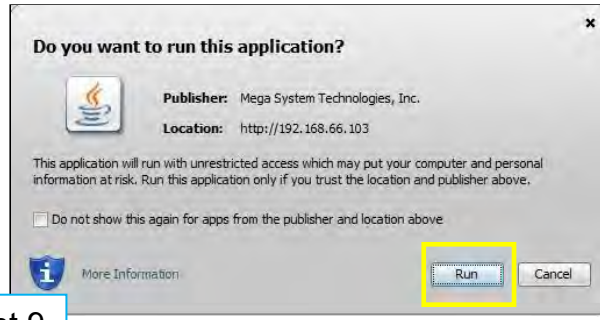 Do you want to run this application?
Publisher: Mega System Technologies, Inc.
Location: http://192.168.66.103
This application will run with unrestricted access which may put your computer and personal
information at risk. Run this application only if you trust the location and publisher above.
Do not show this again for apps from the publisher and location above
More Information
Run
Cancel